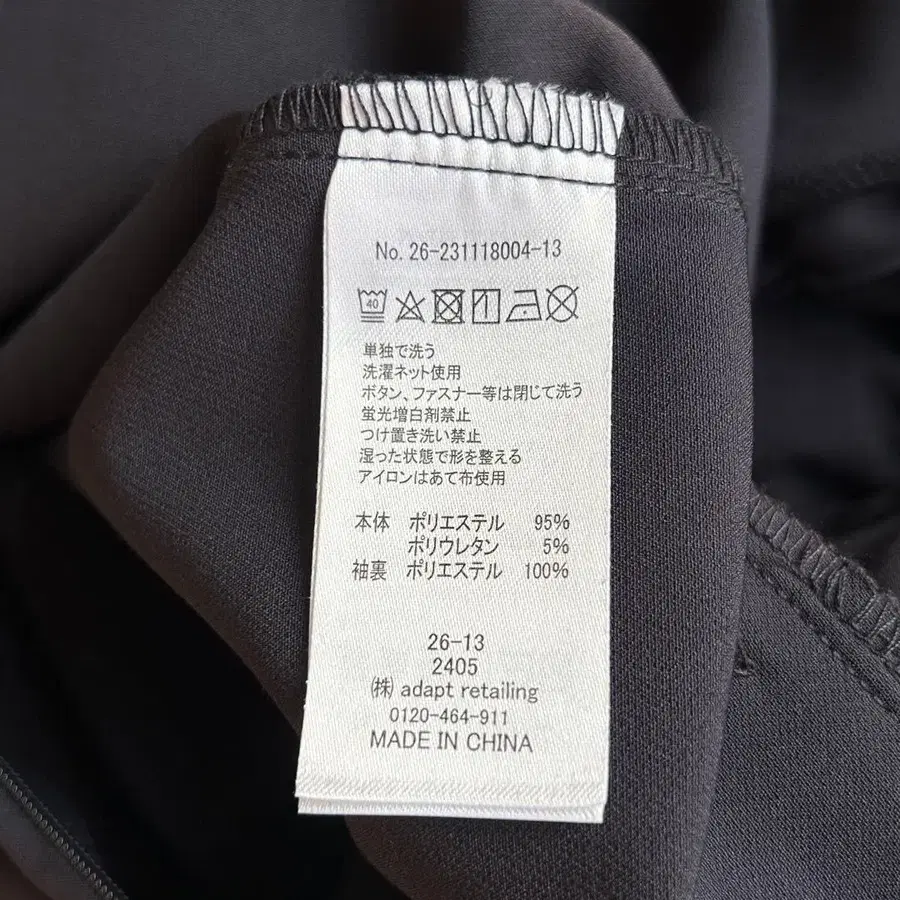 No. 26-231118004-13
40
単独で洗う
洗濯ネット使用
ボタン、ファスナー等は閉じて洗う
蛍光増白剤禁止
つけ置き洗い禁止
湿った状態で形を整える
アイロンはあて布使用
本体 ポリエステル 95%
ポリウレタン 5%
袖裏 ポリエステル 100%
26-13
2405
㈱ adapt retailing
0120-464-911
MADE IN CHINA